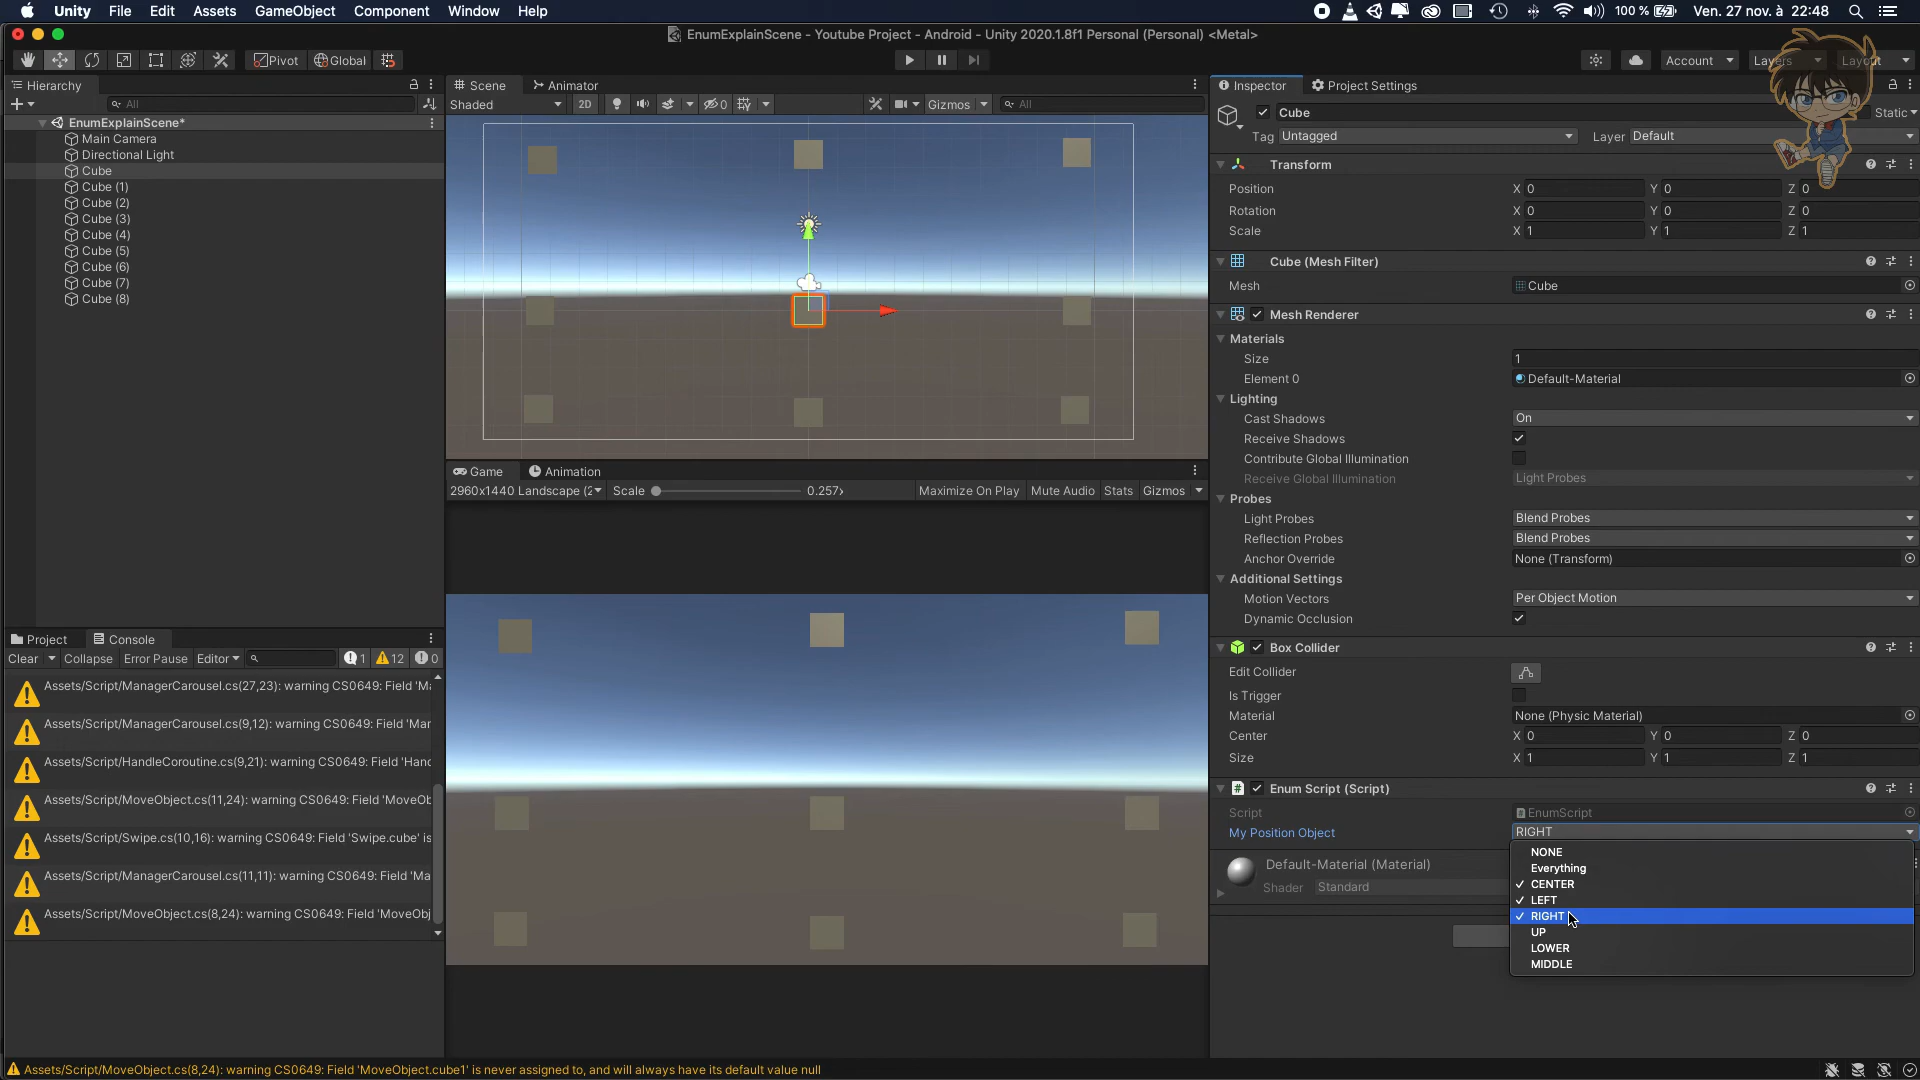 Unity File Edit Assets GameObject Component Window Help
100 % Ven. 27 nov. à 22:48
EnumExplainScene - Youtube Project - Android - Unity 2020.1.8f1 Personal (Personal) <Metal>
Pivot Global Account Layers
Hierarchy
All
EnumExplainScene*
Main Camera
Directional Light
Cube
Cube (1)
Cube (2)
Cube (3)
Cube (4)
Cube (5)
Cube (6)
Cube (7)
Cube (8)
Scene Animator
Shaded 2D 0 Gizmos All
Game Animation
2960x1440 Landscape (2 Scale 0.257x Maximize On Play Mute Audio Stats Gizmos
Project Console
Clear Collapse Error Pause Editor 1 12 0
Assets/Script/ManagerCarousel.cs(27,23): warning CS0649: Field 'Ma
Assets/Script/ManagerCarousel.cs(9,12): warning CS0649: Field 'Mar
Assets/Script/HandleCoroutine.cs(9,21): warning CS0649: Field 'Hand
Assets/Script/MoveObject.cs(11,24): warning CS0649: Field 'MoveOb
Assets/Script/Swipe.cs(10,16): warning CS0649: Field 'Swipe.cube' is
Assets/Script/ManagerCarousel.cs(11,11): warning CS0649: Field 'Ma
Assets/Script/MoveObject.cs(8,24): warning CS0649: Field 'MoveObj
Inspector Project Settings
Cube Static
Tag Untagged Layer Default
Transform
Position X 0 Y 0 Z 0
Rotation X 0 Y 0 Z 0
Scale X 1 Y 1 Z 1
Cube (Mesh Filter)
Mesh Cube
Mesh Renderer
Materials
Size 1
Element 0 Default-Material
Lighting
Cast Shadows On
Receive Shadows
Contribute Global Illumination
Receive Global Illumination Light Probes
Probes
Light Probes Blend Probes
Reflection Probes Blend Probes
Anchor Override None (Transform)
Additional Settings
Motion Vectors Per Object Motion
Dynamic Occlusion
Box Collider
Edit Collider
Is Trigger
Material None (Physic Material)
Center X 0 Y 0 Z 0
Size X 1 Y 1 Z 1
Enum Script (Script)
Script EnumScript
My Position Object RIGHT
NONE
Everything
CENTER
LEFT
RIGHT
UP
LOWER
MIDDLE
Default-Material (Material)
Shader Standard
Assets/Script/MoveObject.cs(8,24): warning CS0649: Field 'MoveObject.cube1' is never assigned to, and will always have its default value null